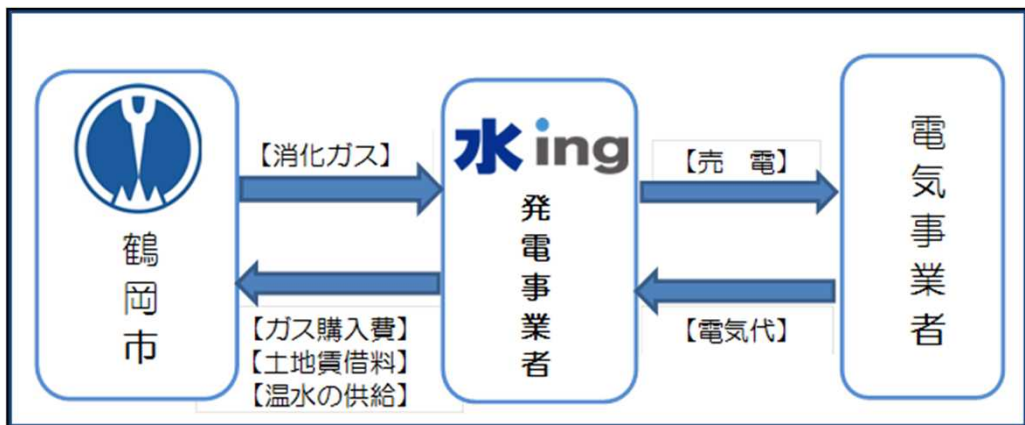 鶴岡市
【消化ガス】
【ガス購入費】
【土地賃借料】
【温水の供給】
水ing
発電事業者
【売　電】
【電気代】
電気事業者